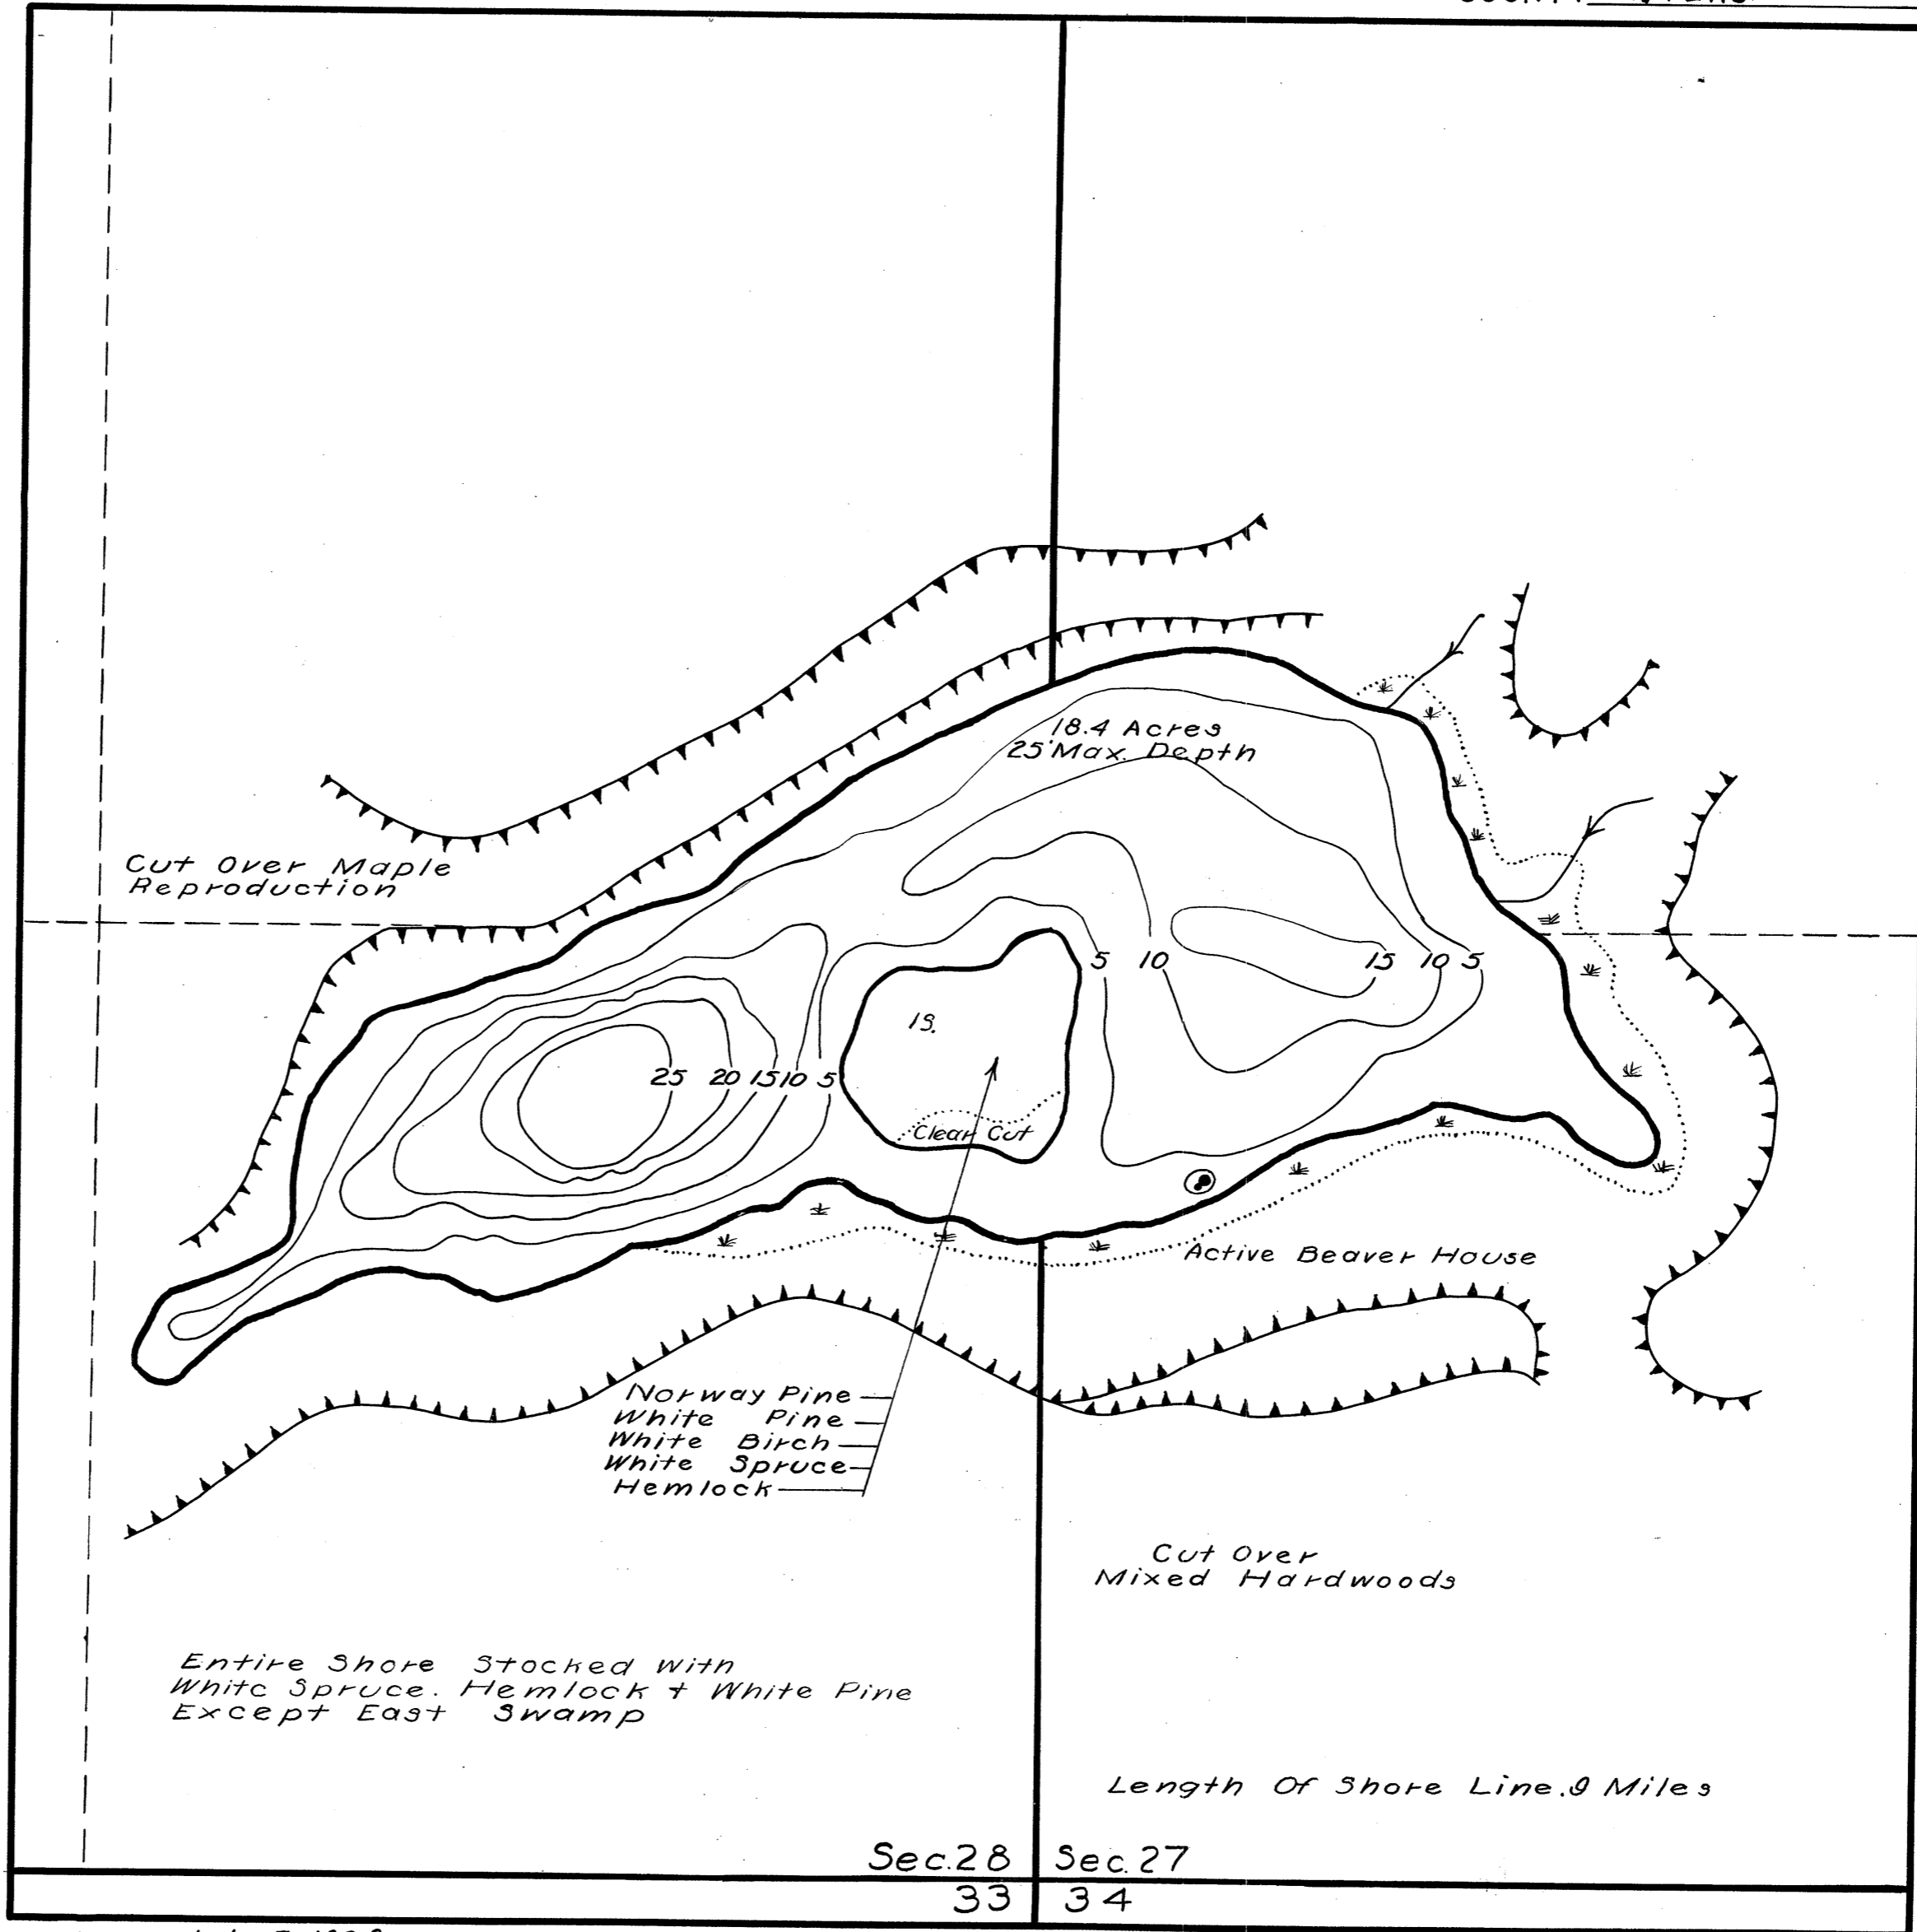 18.4 Acres
25' Max. Depth
Cut Over Maple
Reproduction
5 10 15 10 5
IS.
25 20 15 10 5
Clear Cut
Active Beaver House
Norway Pine
White Pine
White Birch
White Spruce
Hemlock
Cut Over
Mixed Hardwoods
Entire Shore Stocked With
White Spruce. Hemlock + White Pine
Except East Swamp
Length Of Shore Line .9 Miles
Sec. 28 Sec. 27
33 34